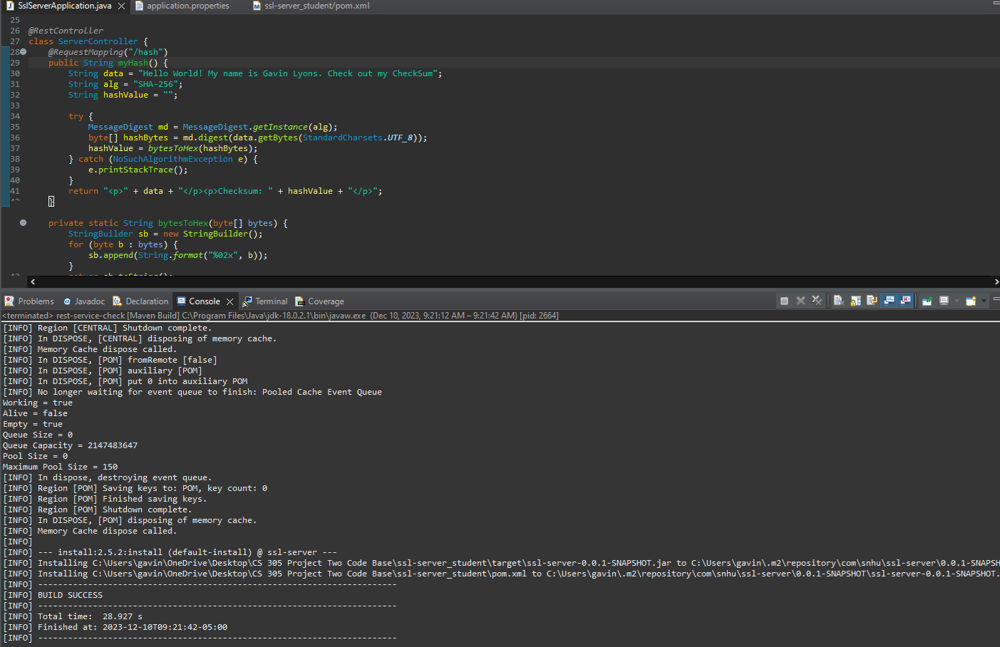 SslServerApplication.java application.properties ssl-server_student/pom.xml
25
26 @RestController
27 class ServerController {
28 @RequestMapping("/hash")
29 public String myHash() {
30 String data = "Hello World! My name is Gavin Lyons. Check out my CheckSum";
31 String alg = "SHA-256";
32 String hashValue = "";
33
34 try {
35 MessageDigest md = MessageDigest.getInstance(alg);
36 byte[] hashBytes = md.digest(data.getBytes(StandardCharsets.UTF_8));
37 hashValue = bytesToHex(hashBytes);
38 } catch (NoSuchAlgorithmException e) {
39 e.printStackTrace();
40 }
41 return "<p>" + data + "</p><p>Checksum: " + hashValue + "</p>";
}
private static String bytesToHex(byte[] bytes) {
StringBuilder sb = new StringBuilder();
for (byte b : bytes) {
sb.append(String.format("%02x", b));
}
Problems Javadoc Declaration Console Terminal Coverage
<terminated> rest-service-check [Maven Build] C:\Program Files\Java\jdk-18.0.2.1\bin\javaw.exe (Dec 10, 2023, 9:21:12 AM – 9:21:42 AM) [pid: 2664]
[INFO] Region [CENTRAL] Shutdown complete.
[INFO] In DISPOSE, [CENTRAL] disposing of memory cache.
[INFO] Memory Cache dispose called.
[INFO] In DISPOSE, [POM] fromRemote [false]
[INFO] In DISPOSE, [POM] auxiliary [POM]
[INFO] In DISPOSE, [POM] put 0 into auxiliary POM
[INFO] No longer waiting for event queue to finish: Pooled Cache Event Queue
Working = true
Alive = false
Empty = true
Queue Size = 0
Queue Capacity = 2147483647
Pool Size = 0
Maximum Pool Size = 150
[INFO] In dispose, destroying event queue.
[INFO] Region [POM] Saving keys to: POM, key count: 0
[INFO] Region [POM] Finished saving keys.
[INFO] Region [POM] Shutdown complete.
[INFO] In DISPOSE, [POM] disposing of memory cache.
[INFO] Memory Cache dispose called.
[INFO]
[INFO] --- install:2.5.2:install (default-install) @ ssl-server ---
[INFO] Installing C:\Users\gavin\OneDrive\Desktop\CS 305 Project Two Code Base\ssl-server_student\target\ssl-server-0.0.1-SNAPSHOT.jar to C:\Users\gavin\.m2\repository\com\snhu\ssl-server\0.0.1-SNAPSH
[INFO] Installing C:\Users\gavin\OneDrive\Desktop\CS 305 Project Two Code Base\ssl-server_student\pom.xml to C:\Users\gavin\.m2\repository\com\snhu\ssl-server\0.0.1-SNAPSHOT\ssl-server-0.0.1-SNAPSHOT.
[INFO] ------------------------------------------------------------------------
[INFO] BUILD SUCCESS
[INFO] ------------------------------------------------------------------------
[INFO] Total time:  28.927 s
[INFO] Finished at: 2023-12-10T09:21:42-05:00
[INFO] ------------------------------------------------------------------------